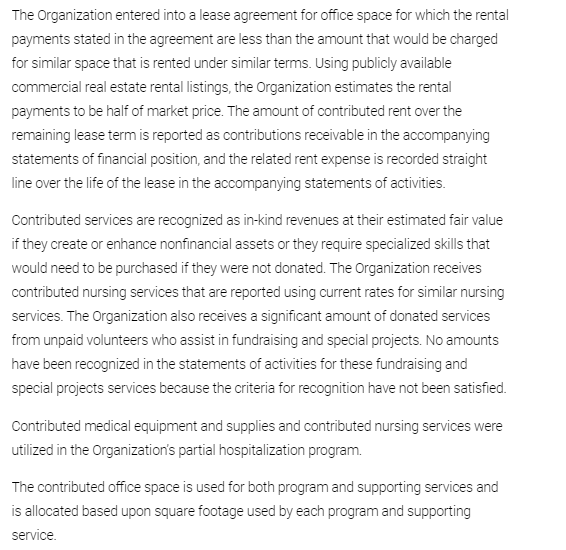 The Organization entered into a lease agreement for office space for which the rental
payments stated in the agreement are less than the amount that would be charged
for similar space that is rented under similar terms. Using publicly available
commercial real estate rental listings, the Organization estimates the rental
payments to be half of market price. The amount of contributed rent over the
remaining lease term is reported as contributions receivable in the accompanying
statements of financial position, and the related rent expense is recorded straight
line over the life of the lease in the accompanying statements of activities.
Contributed services are recognized as in-kind revenues at their estimated fair value
if they create or enhance nonfinancial assets or they require specialized skills that
would need to be purchased if they were not donated. The Organization receives
contributed nursing services that are reported using current rates for similar nursing
services. The Organization also receives a significant amount of donated services
from unpaid volunteers who assist in fundraising and special projects. No amounts
have been recognized in the statements of activities for these fundraising and
special projects services because the criteria for recognition have not been satisfied.
Contributed medical equipment and supplies and contributed nursing services were
utilized in the Organization's partial hospitalization program.
The contributed office space is used for both program and supporting services and
is allocated based upon square footage used by each program and supporting
service.